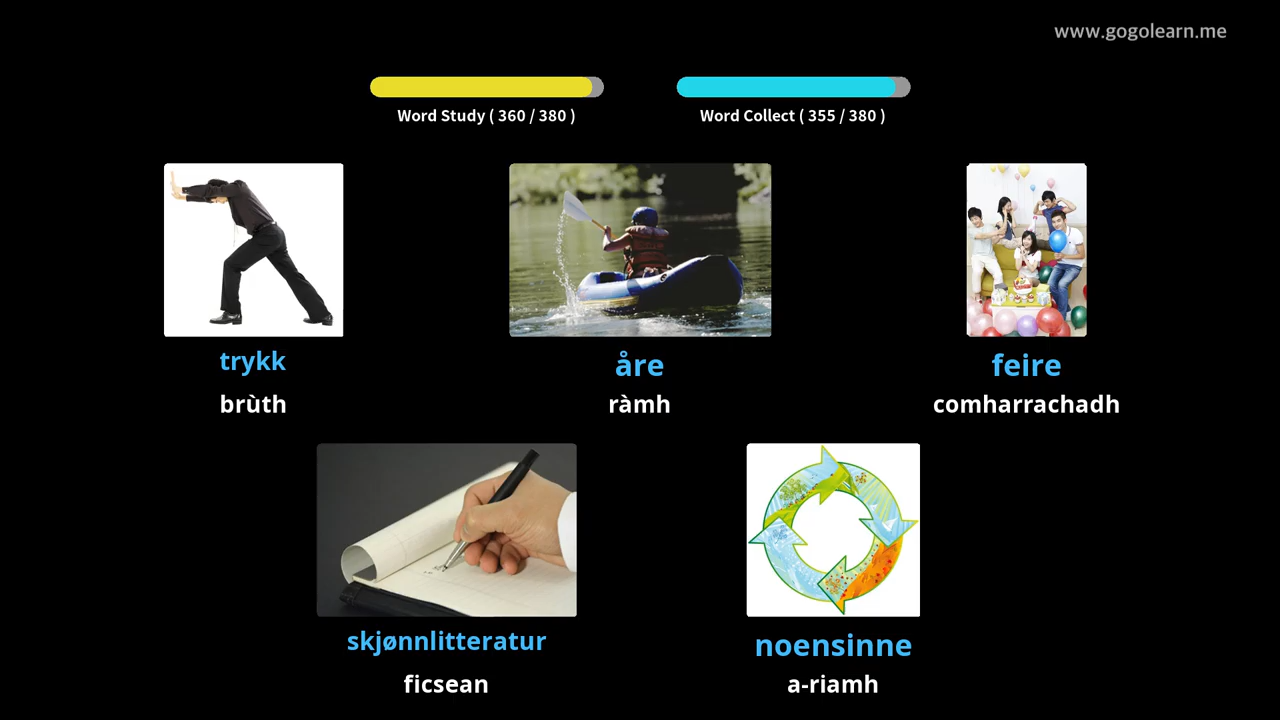 www.gogolearn.me
Word Study ( 360 / 380 )
Word Collect ( 355 / 380 )
trykk
brùth
åre
ràmh
feire
comharrachadh
skjønnlitteratur
ficsean
noensinne
a-riamh